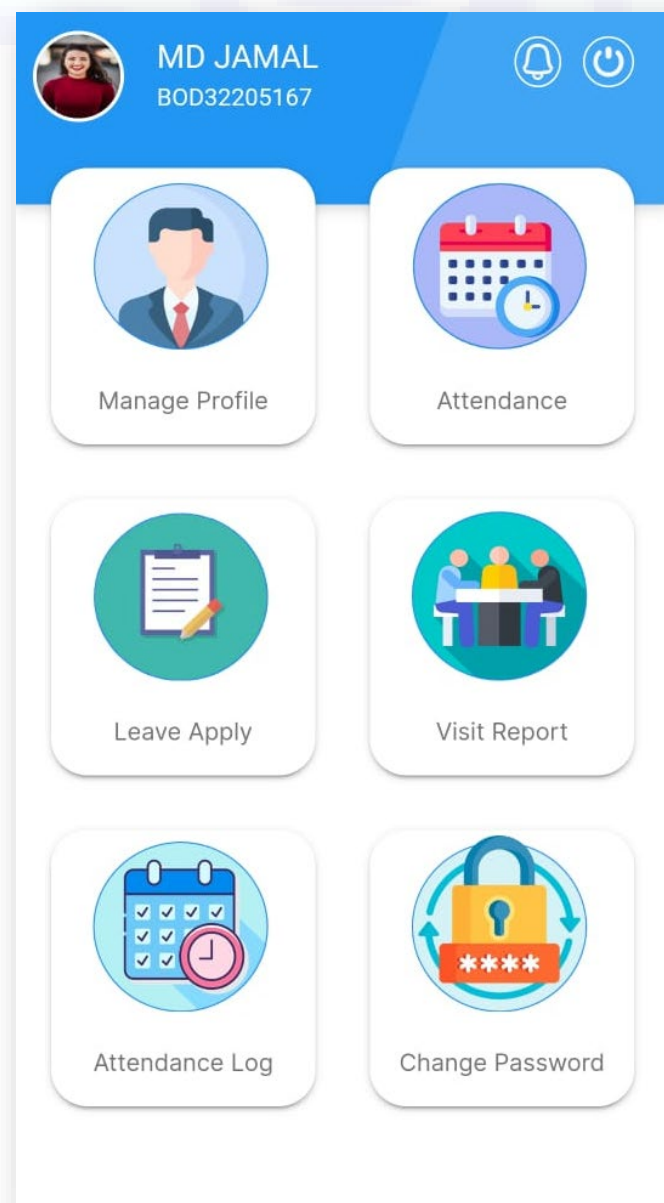 MD JAMAL
BOD32205167
Manage Profile
Attendance
Leave Apply
Visit Report
****
Attendance Log
Change Password